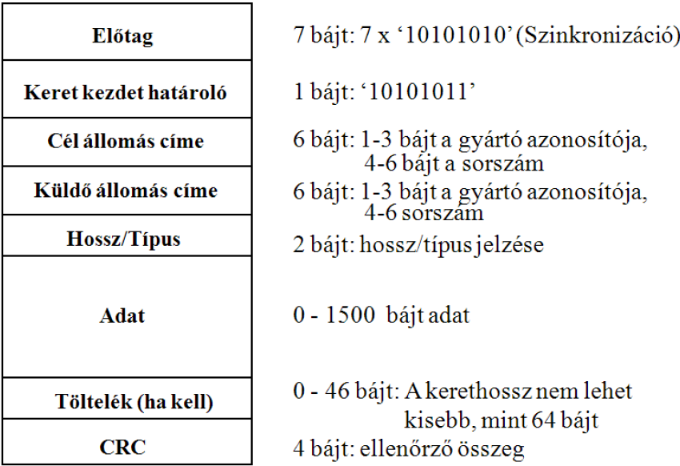 Előtag 7 bájt: 7 x ‘10101010’ (Szinkronizáció)
Keret kezdet határoló 1 bájt: ‘10101011’
Cél állomás címe 6 bájt: 1-3 bájt a gyártó azonosítója,
4-6 bájt a sorszám
Küldő állomás címe 6 bájt: 1-3 bájt a gyártó azonosítója,
4-6 sorszám
Hossz/Típus 2 bájt: hossz/típus jelzése
Adat 0 - 1500 bájt adat
Töltelék (ha kell) 0 - 46 bájt: A kerethossz nem lehet
kisebb, mint 64 bájt
CRC 4 bájt: ellenőrző összeg